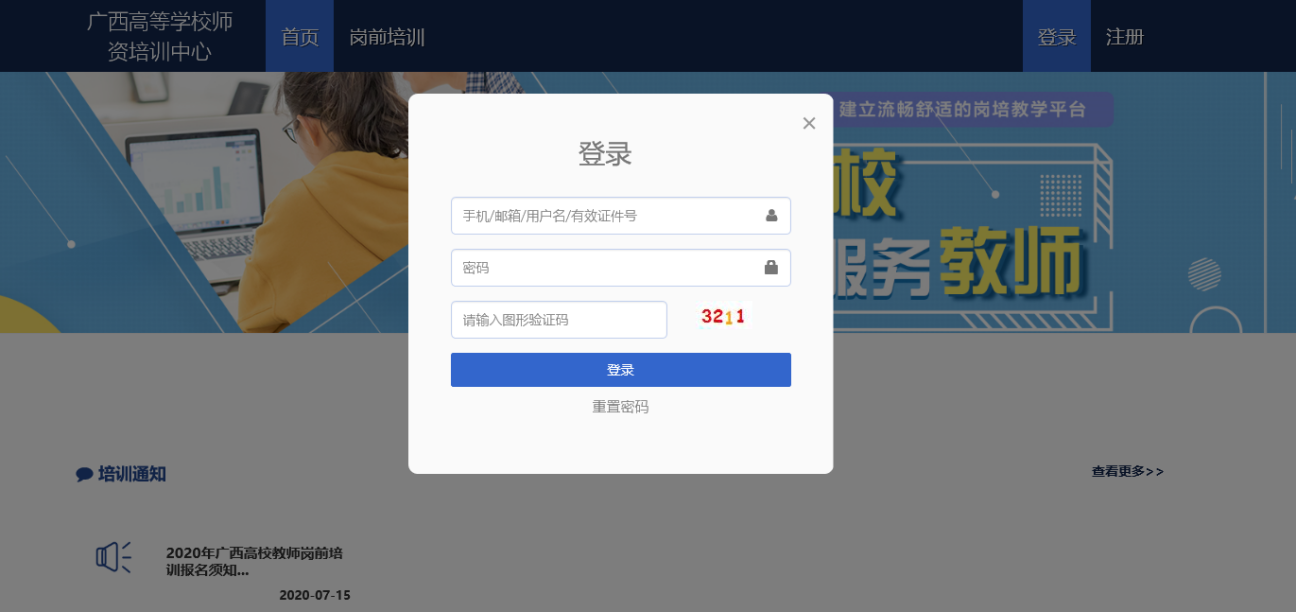 广西高等学校师
资培训中心
首页
岗前培训
登录
注册
建立流畅舒适的岗培教学平台
校
服务教师
×
登录
手机/邮箱/用户名/有效证件号
密码
请输入图形验证码
3211
登录
重置密码
培训通知
查看更多>>
2020年广西高校教师岗前培
训报名须知...
2020-07-15